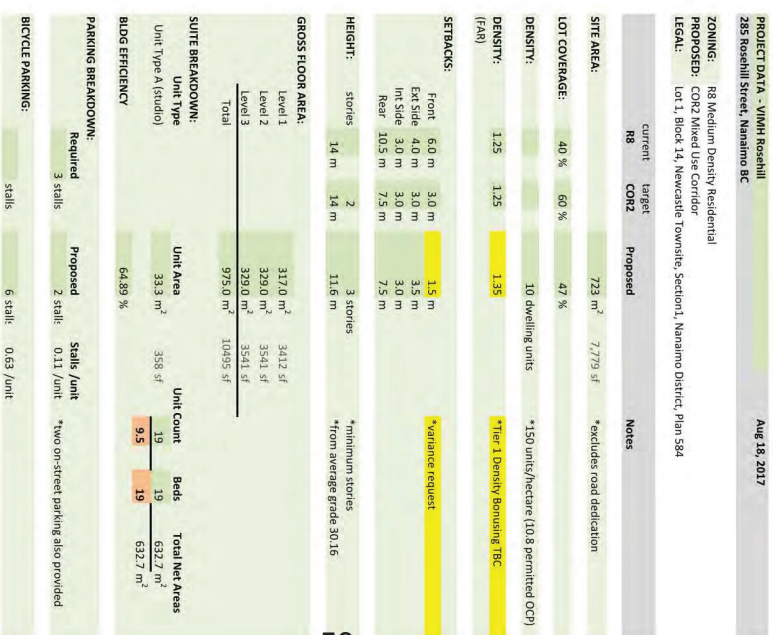 PROJECT DATA - VIMH Rosehill Aug 18, 2017
285 Rosehill Street, Nanaimo BC
ZONING: R8 Medium Density Residential
PROPOSED: COR2 Mixed Use Corridor
LEGAL: Lot 1, Block 14, Newcastle Townsite, Section1, Nanaimo District, Plan 584
current target
R8 COR2 Proposed Notes
SITE AREA: 723 m² 7,779 sf *excludes road dedication
LOT COVERAGE: 40 % 60 % 47 %
DENSITY: 10 dwelling units *150 units/hectare (10.8 permitted OCP)
DENSITY: 1.25 1.25 1.35 *Tier 1 Density Bonusing TBC
(FAR)
SETBACKS:
Front 6.0 m 3.0 m 1.5 m *variance request
Ext Side 4.0 m 3.0 m 3.5 m
Int Side 3.0 m 3.0 m 3.0 m
Rear 10.5 m 7.5 m 7.5 m
HEIGHT: stories 2 3 stories *minimum stories
14 m 14 m 11.6 m *from average grade 30.16
GROSS FLOOR AREA:
Level 1 317.0 m² 3412 sf
Level 2 329.0 m² 3541 sf
Level 3 329.0 m² 3541 sf
Total 975.0 m² 10495 sf
SUITE BREAKDOWN:
Unit Type Unit Area Unit Count Beds Total Net Areas
Unit Type A (studio) 33.3 m² 358 sf 19 19 632.7 m²
9.5 19 632.7 m²
BLDG EFFICIENCY 64.89 %
PARKING BREAKDOWN:
Required Proposed Stalls /unit
3 stalls 2 stalls 0.11 /unit *two on-street parking also provided
BICYCLE PARKING:
stalls 6 stalls 0.63 /unit